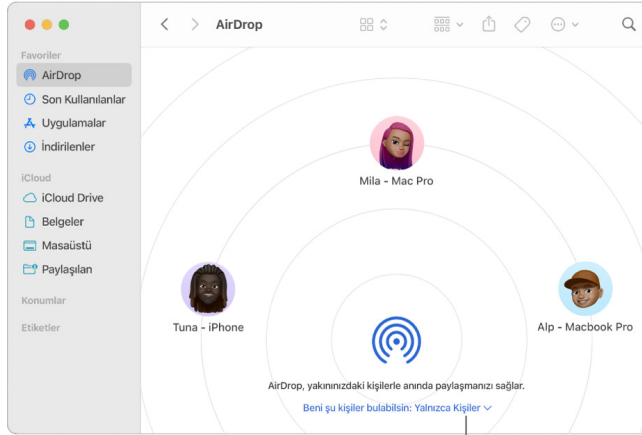 AirDrop
Favoriler
AirDrop
Son Kullanılanlar
Uygulamalar
İndirilenler
iCloud
iCloud Drive
Belgeler
Masaüstü
Paylaşılan
Konumlar
Etiketler
Mila - Mac Pro
Tuna - iPhone
Alp - Macbook Pro
AirDrop, yakınınızdaki kişilerle anında paylaşmanızı sağlar.
Beni şu kişiler bulabilsin: Yalnızca Kişiler